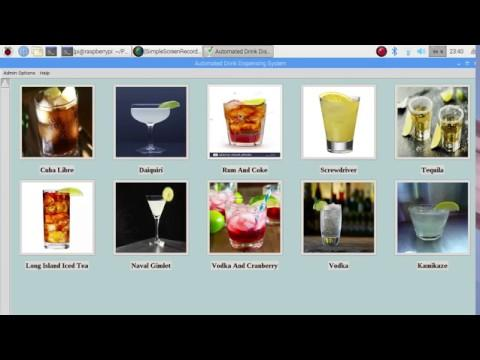 pi@raspberrypi: ~/P...
SimpleScreenRecord...
Automated Drink Dis...
23:40
Automated Drink Dispensing System
Admin Options Help
Cuba Libre
Daiquiri
Rum And Coke
Screwdriver
Tequila
Long Island Iced Tea
Naval Gimlet
Vodka And Cranberry
Vodka
Kamikaze